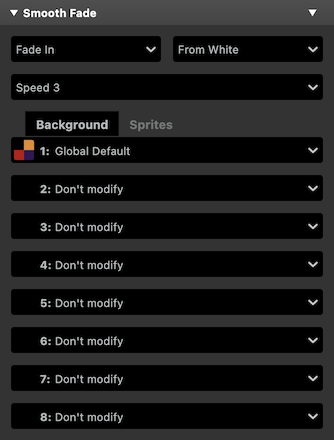 Smooth Fade
Fade In From White
Speed 3
Background Sprites
1: Global Default
2: Don't modify
3: Don't modify
4: Don't modify
5: Don't modify
6: Don't modify
7: Don't modify
8: Don't modify